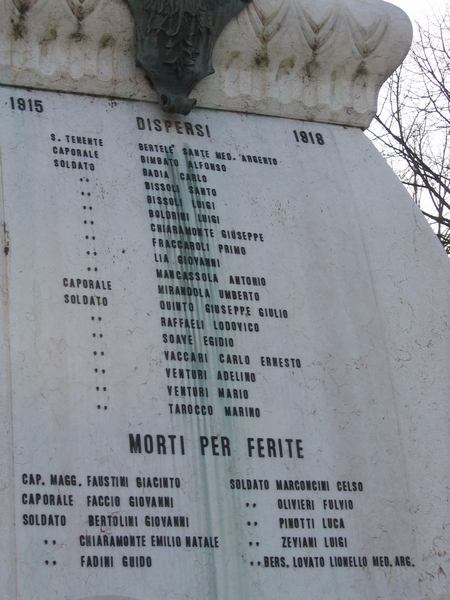 1915 DISPERSI 1918
S. TENENTE BERTELÈ SANTE MED. ARGENTO
CAPORALE BIMBATO ALFONSO
SOLDATO BADIA CARLO
" BISSOLI SANTO
" BISSOLI LUIGI
" BOLDRINI LUIGI
" CHIARAMONTE GIUSEPPE
" FRACCAROLI PRIMO
" LIA GIOVANNI
" MANCASSOLA ANTONIO
CAPORALE MIRANDOLA UMBERTO
SOLDATO QUINTO GIUSEPPE GIULIO
" RAFFAELI LODOVICO
" SOAVE EGIDIO
" VACCARI CARLO ERNESTO
" VENTURI ADELINO
" VENTURI MARIO
" TAROCCO MARINO
MORTI PER FERITE
CAP. MAGG. FAUSTINI GIACINTO
CAPORALE FACCIO GIOVANNI
SOLDATO BERTOLINI GIOVANNI
" CHIARAMONTE EMILIO NATALE
" FADINI GUIDO
SOLDATO MARCONCINI CELSO
" OLIVIERI FULVIO
" PINOTTI LUCA
" ZEVIANI LUIGI
" BERS. LOVATO LIONELLO MED. ARG.